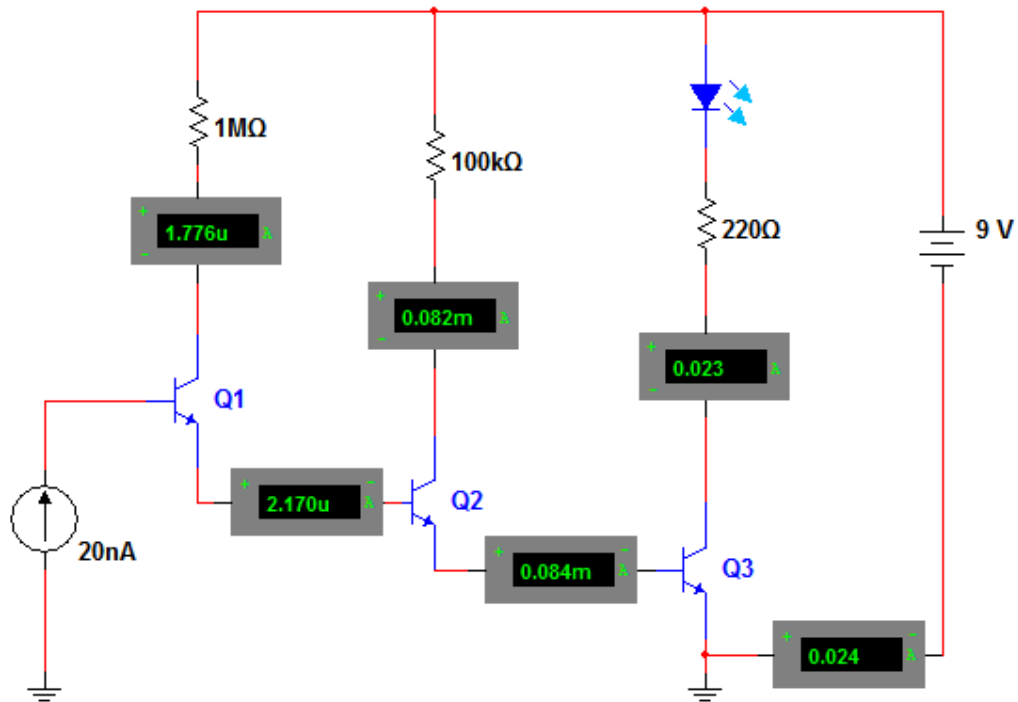 1MΩ
100kΩ
220Ω
9 V
+
1.776u A
-
+
0.082m A
-
+
0.023 A
-
Q1
+ -
2.170u A
Q2
20nA
+ -
0.084m A
Q3
+ -
0.024 A